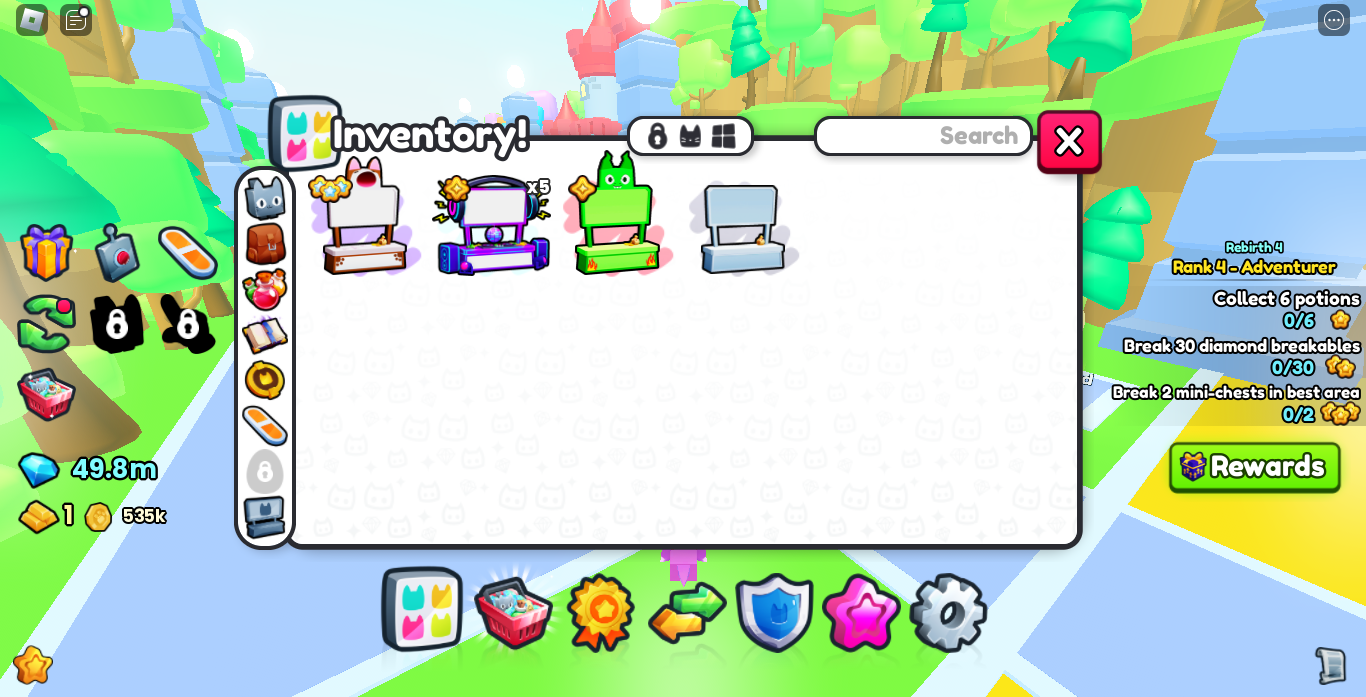 Inventory!
Search
x5
Rebirth 4
Rank 4 - Adventurer
Collect 6 potions
0/6
Break 30 diamond breakables
0/30
Break 2 mini-chests in best area
0/2
49.8m
1
535k
Rewards